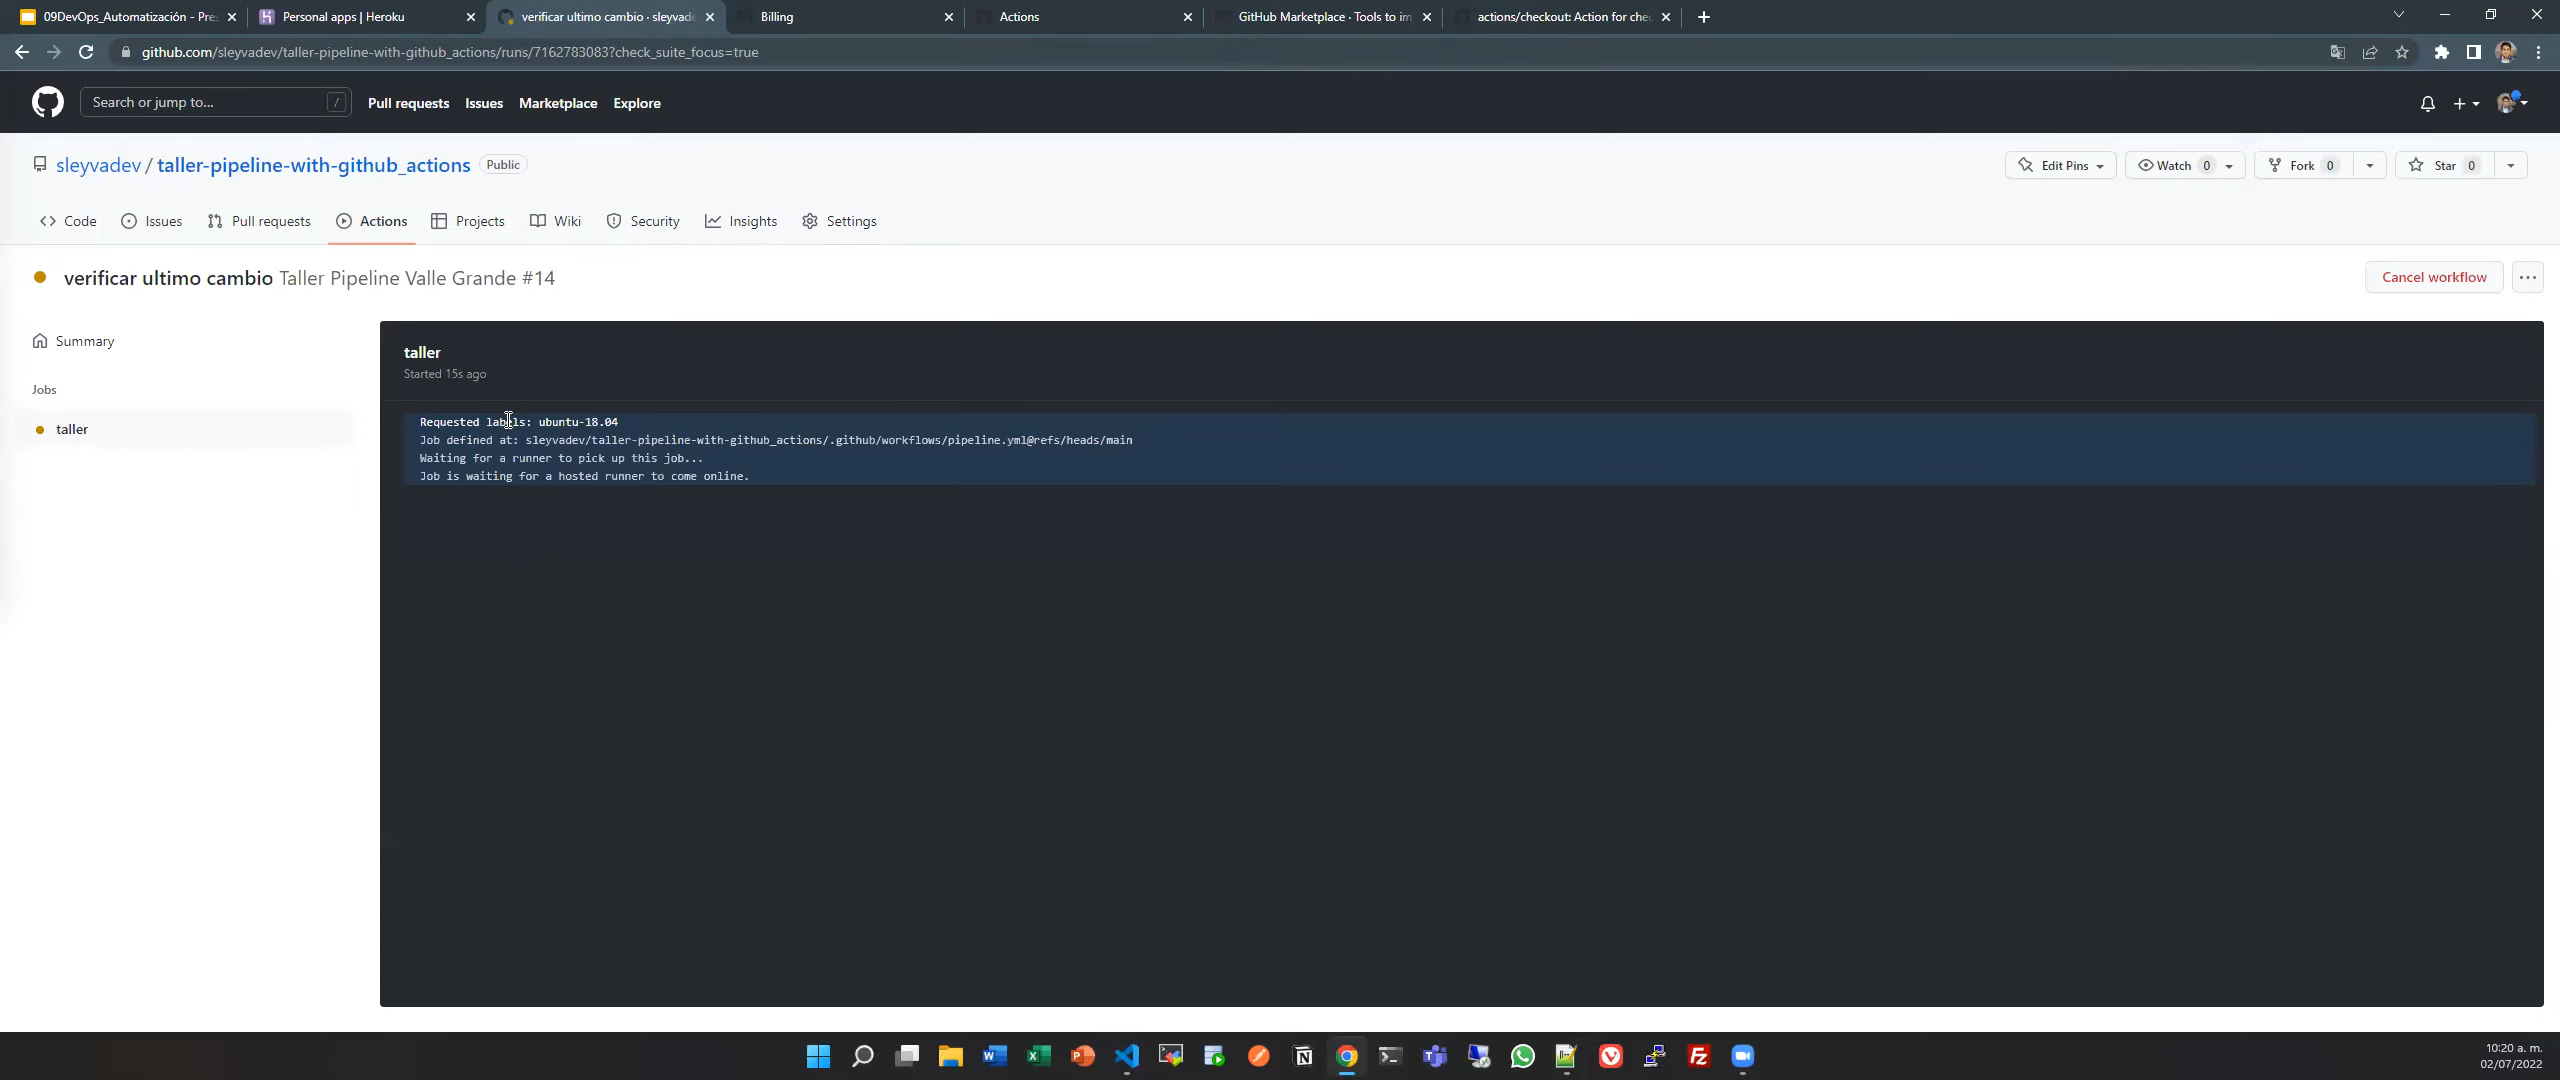 09DevOps_Automatización - Pres
Personal apps | Heroku
verificar ultimo cambio · sleyvade
Billing
Actions
GitHub Marketplace · Tools to im
actions/checkout: Action for chec
github.com/sleyvadev/taller-pipeline-with-github_actions/runs/7162783083?check_suite_focus=true
Search or jump to...
/
Pull requests
Issues
Marketplace
Explore
sleyvadev / taller-pipeline-with-github_actions
Public
Edit Pins
Watch 0
Fork 0
Star 0
Code
Issues
Pull requests
Actions
Projects
Wiki
Security
Insights
Settings
verificar ultimo cambio Taller Pipeline Valle Grande #14
Cancel workflow
Summary
Jobs
taller
taller
Started 15s ago
Requested labels: ubuntu-18.04
Job defined at: sleyvadev/taller-pipeline-with-github_actions/.github/workflows/pipeline.yml@refs/heads/main
Waiting for a runner to pick up this job...
Job is waiting for a hosted runner to come online.
10:20 a. m.
02/07/2022